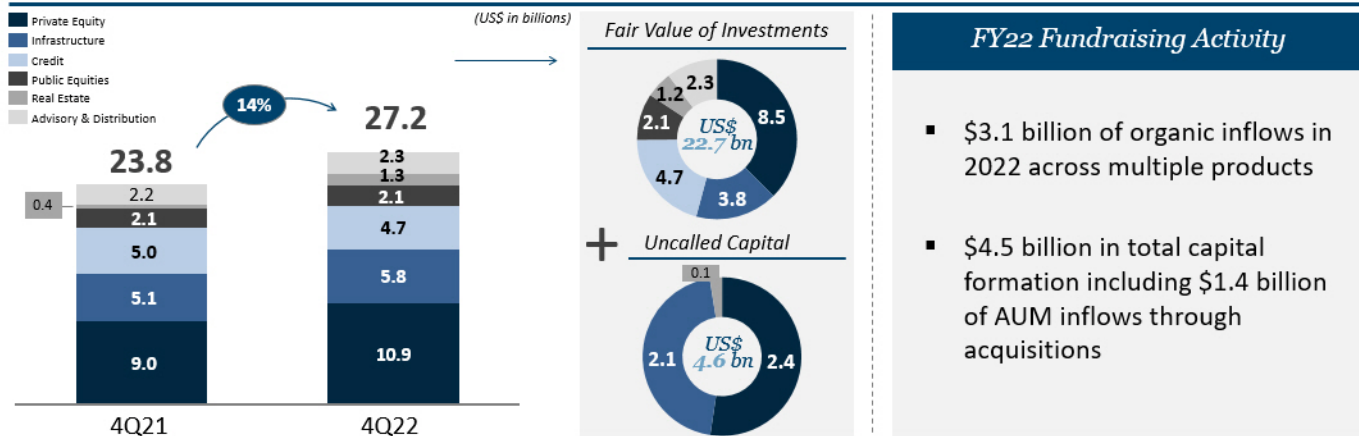 (US$ in billions)
Private Equity
Infrastructure
Credit
Public Equities
Real Estate
Advisory & Distribution
14%
23.8
2.2
0.4
2.1
5.0
5.1
9.0
4Q21
27.2
2.3
1.3
2.1
4.7
5.8
10.9
4Q22
Fair Value of Investments
2.3
1.2
2.1
8.5
4.7
3.8
US$
22.7 bn
+
Uncalled Capital
0.1
2.1
2.4
US$
4.6 bn
FY22 Fundraising Activity
▪ $3.1 billion of organic inflows in
2022 across multiple products
▪ $4.5 billion in total capital
formation including $1.4 billion
of AUM inflows through
acquisitions